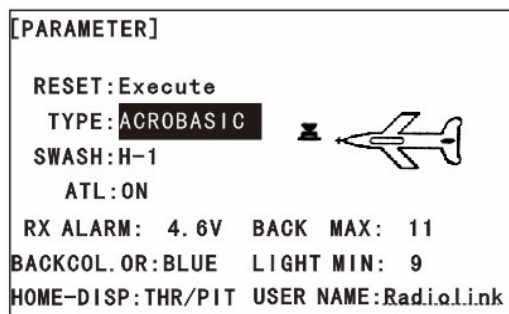 [PARAMETER]
RESET:Execute
TYPE:ACROBASIC
SWASH:H-1
ATL:ON
RX ALARM: 4.6V BACK MAX: 11
BACKCOL.OR:BLUE LIGHT MIN: 9
HOME-DISP:THR/PIT USER NAME:Radiolink